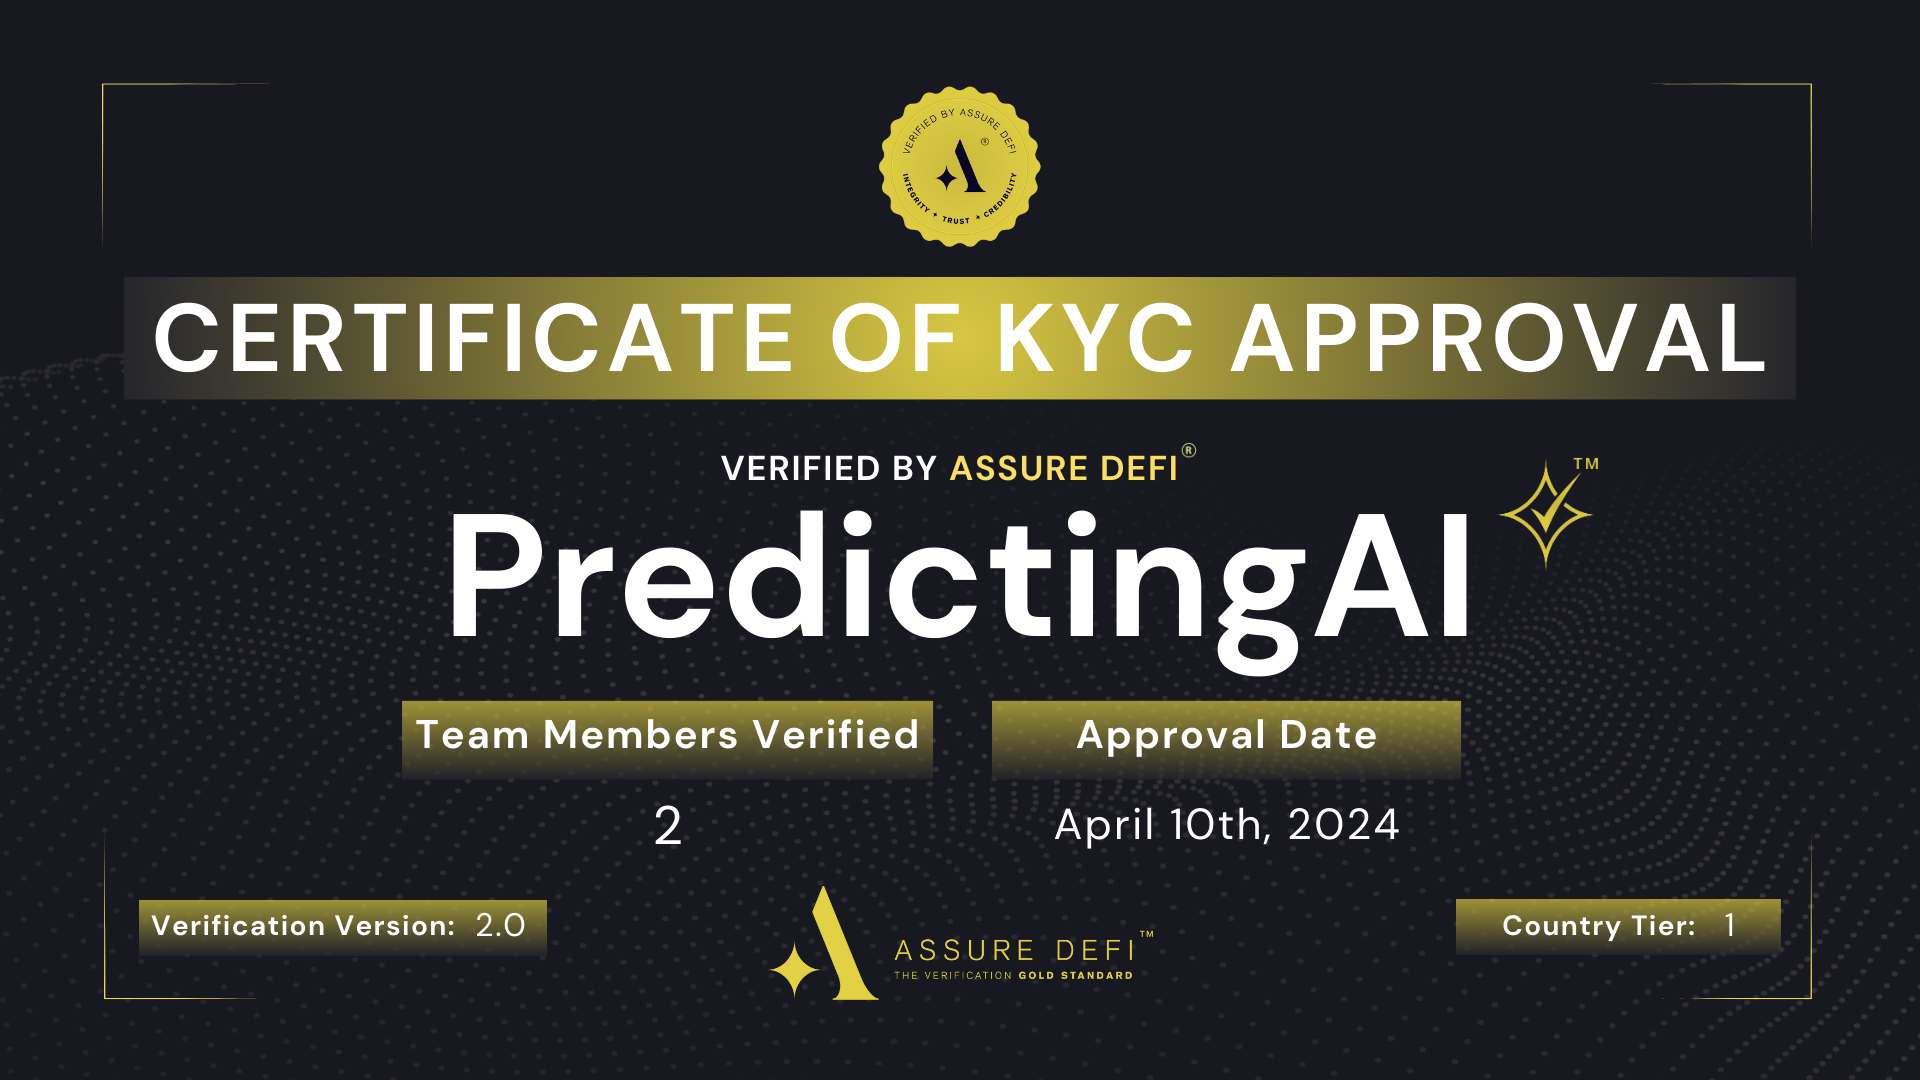 VERIFIED BY ASSURE DEFI
®
INTEGRITY ✦ TRUST ✦ CREDIBILITY
CERTIFICATE OF KYC APPROVAL
VERIFIED BY ASSURE DEFI®
PredictingAI
TM
Team Members Verified
2
Approval Date
April 10th, 2024
Verification Version: 2.0
ASSURE DEFI™
THE VERIFICATION GOLD STANDARD
Country Tier: 1